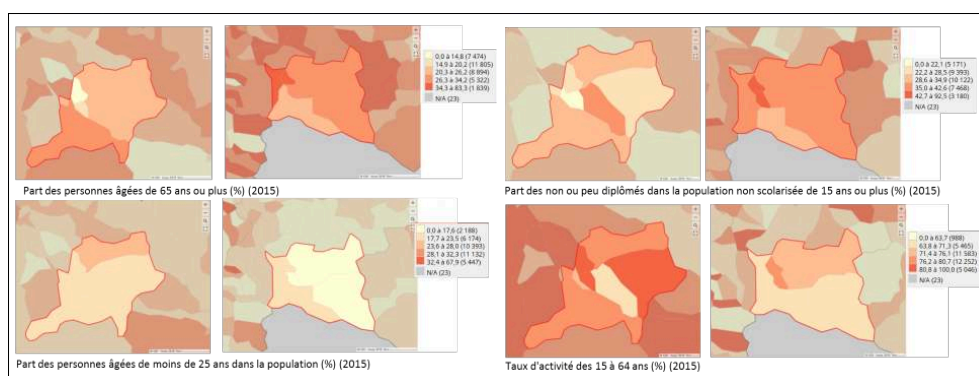 0,0 à 14,8 (7 474)
14,9 à 20,2 (11 805)
20,3 à 26,2 (8 894)
26,3 à 34,2 (5 322)
34,3 à 83,3 (1 839)
N/A (23)
Part des personnes âgées de 65 ans ou plus (%) (2015)
0,0 à 22,1 (5 171)
22,2 à 28,5 (9 393)
28,6 à 34,9 (10 122)
35,0 à 42,6 (7 468)
42,7 à 92,5 (3 180)
N/A (23)
Part des non ou peu diplômés dans la population non scolarisée de 15 ans ou plus (%) (2015)
0,0 à 17,6 (2 188)
17,7 à 23,5 (6 174)
23,6 à 28,0 (10 393)
28,1 à 32,3 (11 132)
32,4 à 67,9 (5 447)
N/A (23)
Part des personnes âgées de moins de 25 ans dans la population (%) (2015)
0,0 à 63,7 (988)
63,8 à 71,3 (5 465)
71,4 à 76,1 (11 583)
76,2 à 80,7 (12 252)
80,8 à 100,0 (5 046)
N/A (23)
Taux d'activité des 15 à 64 ans (%) (2015)